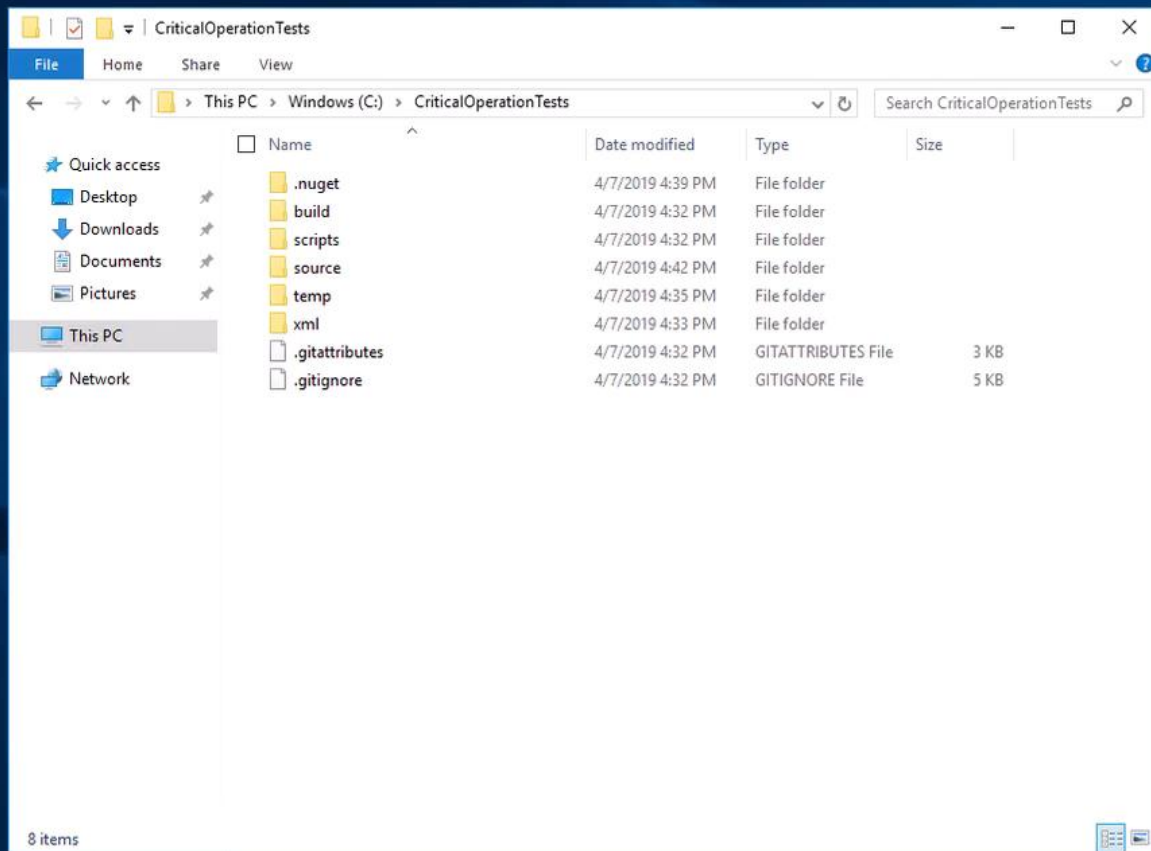 CriticalOperationTests
File Home Share View
This PC > Windows (C:) > CriticalOperationTests
Search CriticalOperationTests
Quick access
Desktop
Downloads
Documents
Pictures
This PC
Network
Name Date modified Type Size
.nuget 4/7/2019 4:39 PM File folder
build 4/7/2019 4:32 PM File folder
scripts 4/7/2019 4:32 PM File folder
source 4/7/2019 4:42 PM File folder
temp 4/7/2019 4:35 PM File folder
xml 4/7/2019 4:33 PM File folder
.gitattributes 4/7/2019 4:32 PM GITATTRIBUTES File 3 KB
.gitignore 4/7/2019 4:32 PM GITIGNORE File 5 KB
8 items